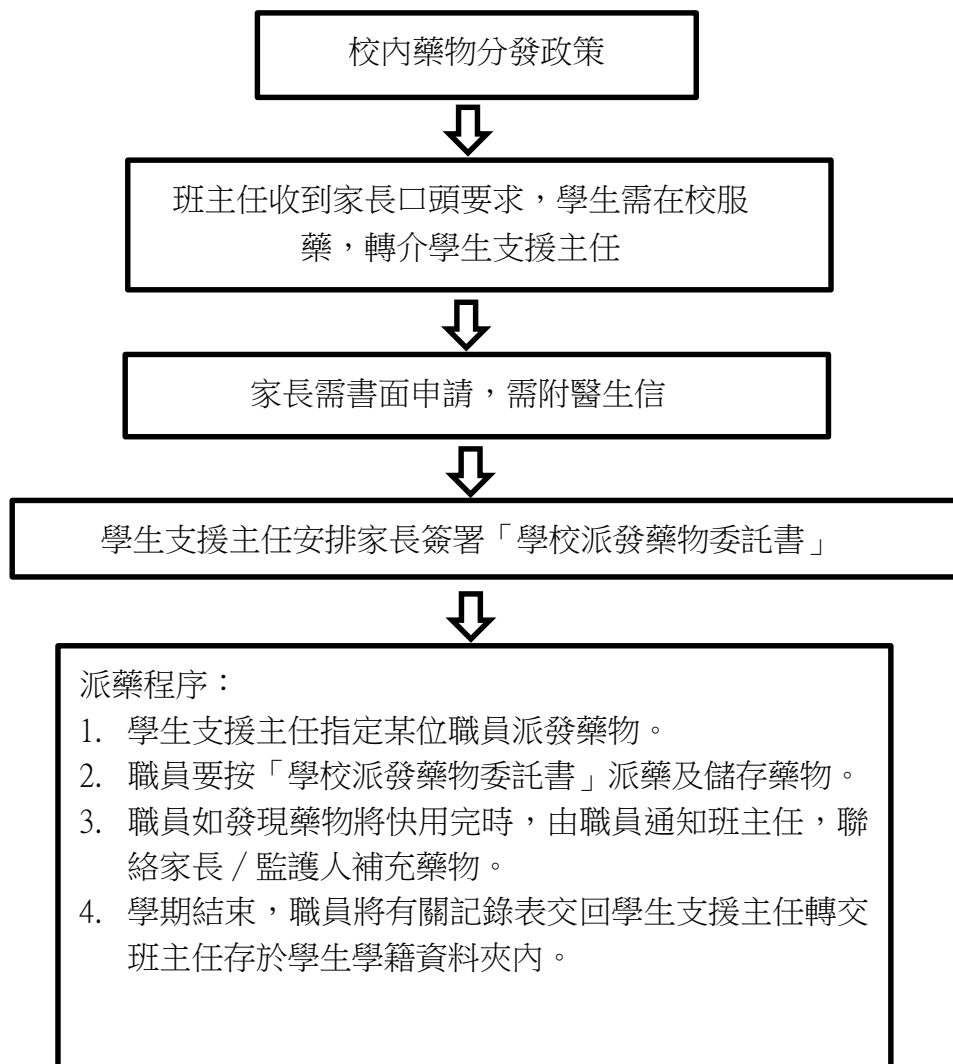 校內藥物分發政策
班主任收到家長口頭要求，學生需在校服
藥，轉介學生支援主任
家長需書面申請，需附醫生信
學生支援主任安排家長簽署「學校派發藥物委託書」
派藥程序：
1. 學生支援主任指定某位職員派發藥物。
2. 職員要按「學校派發藥物委託書」派藥及儲存藥物。
3. 職員如發現藥物將快用完時，由職員通知班主任，聯
絡家長／監護人補充藥物。
4. 學期結束，職員將有關記錄表交回學生支援主任轉交
班主任存於學生學籍資料夾內。